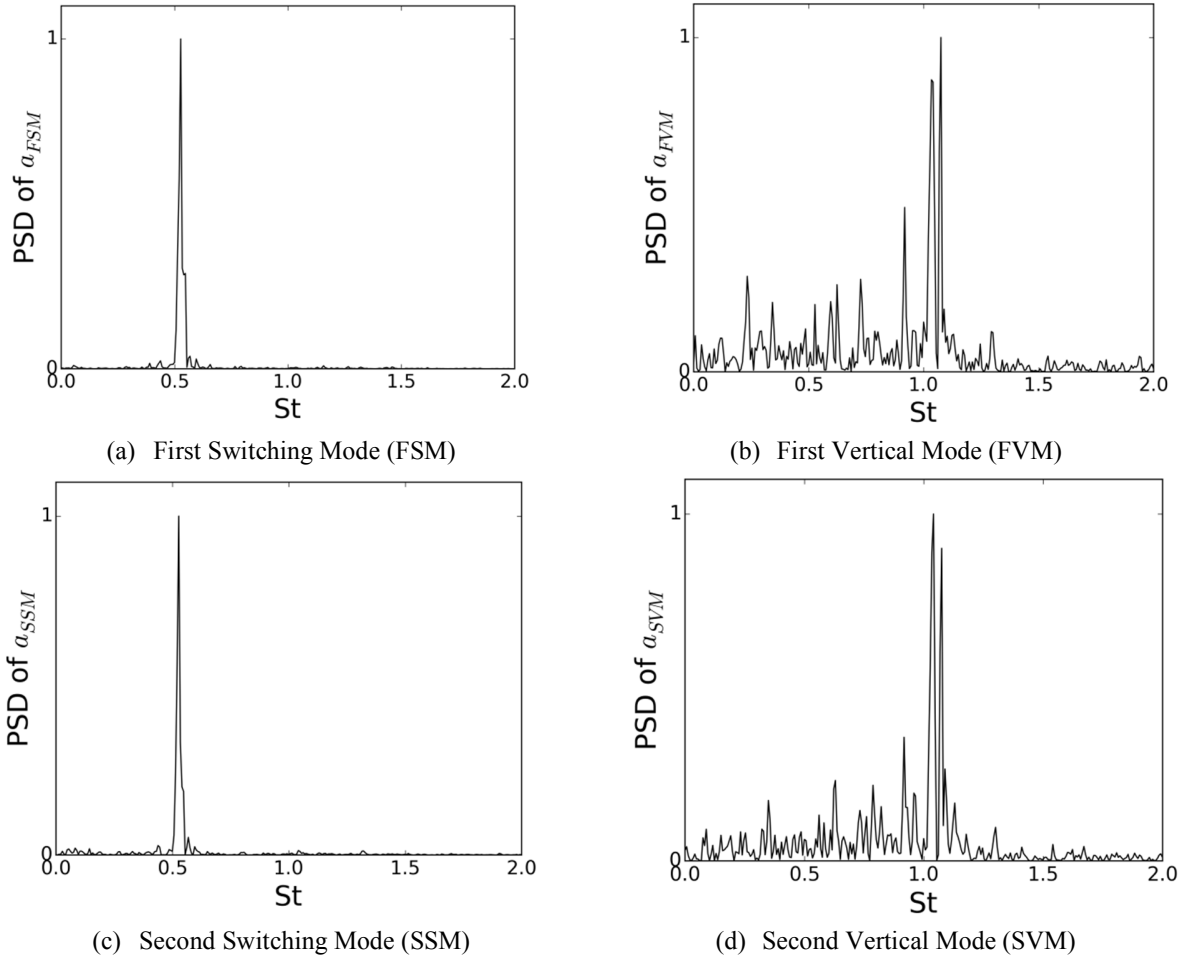 1
PSD of a_FSM
0
0.0 0.5 1.0 1.5 2.0
St
(a) First Switching Mode (FSM)
1
PSD of a_FVM
0
0.0 0.5 1.0 1.5 2.0
St
(b) First Vertical Mode (FVM)
1
PSD of a_SSM
0
0.0 0.5 1.0 1.5 2.0
St
(c) Second Switching Mode (SSM)
1
PSD of a_SVM
0
0.0 0.5 1.0 1.5 2.0
St
(d) Second Vertical Mode (SVM)